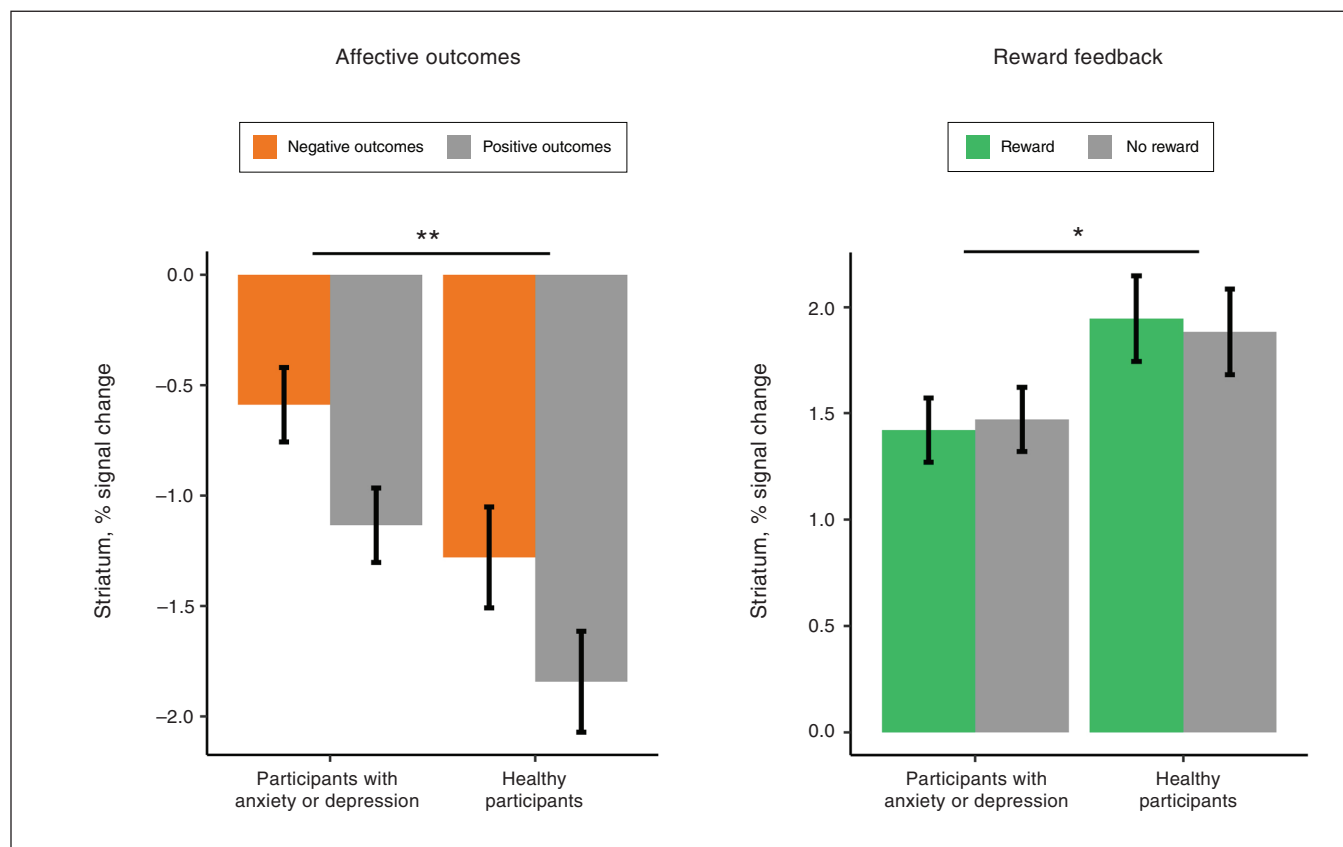 Affective outcomes
Negative outcomes
Positive outcomes
**
0.0
–0.5
–1.0
–1.5
–2.0
Striatum, % signal change
Participants with
anxiety or depression
Healthy
participants
Reward feedback
Reward
No reward
*
2.0
1.5
1.0
0.5
0.0
Striatum, % signal change
Participants with
anxiety or depression
Healthy
participants